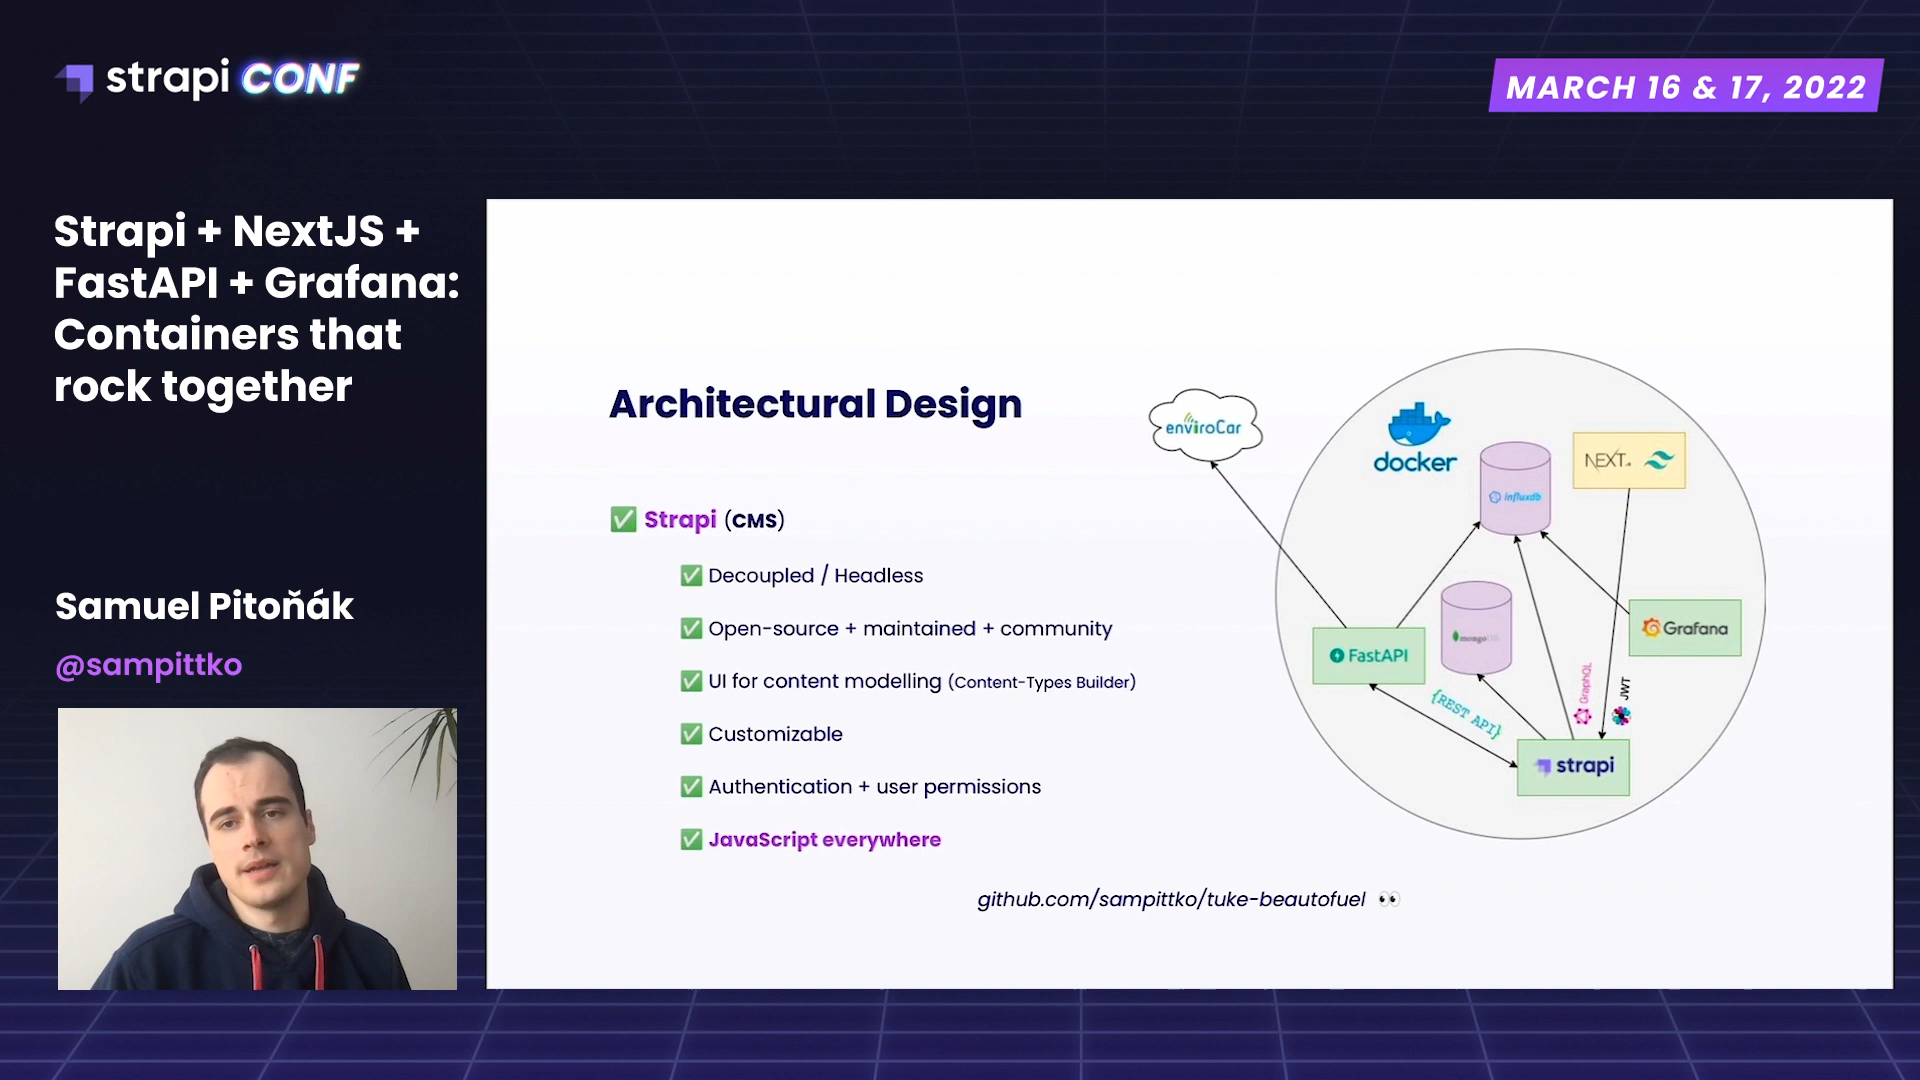 strapi CONF
MARCH 16 & 17, 2022
Strapi + NextJS +
FastAPI + Grafana:
Containers that
rock together
Samuel Pitoňák
@sampittko
Architectural Design
✅ Strapi (CMS)
✅ Decoupled / Headless
✅ Open-source + maintained + community
✅ UI for content modelling (Content-Types Builder)
✅ Customizable
✅ Authentication + user permissions
✅ JavaScript everywhere
github.com/sampittko/tuke-beautofuel 👀
enviroCar
docker
influxdb
NEXT.
FastAPI
mongo
Grafana
{REST API}
GraphQL
JWT
strapi